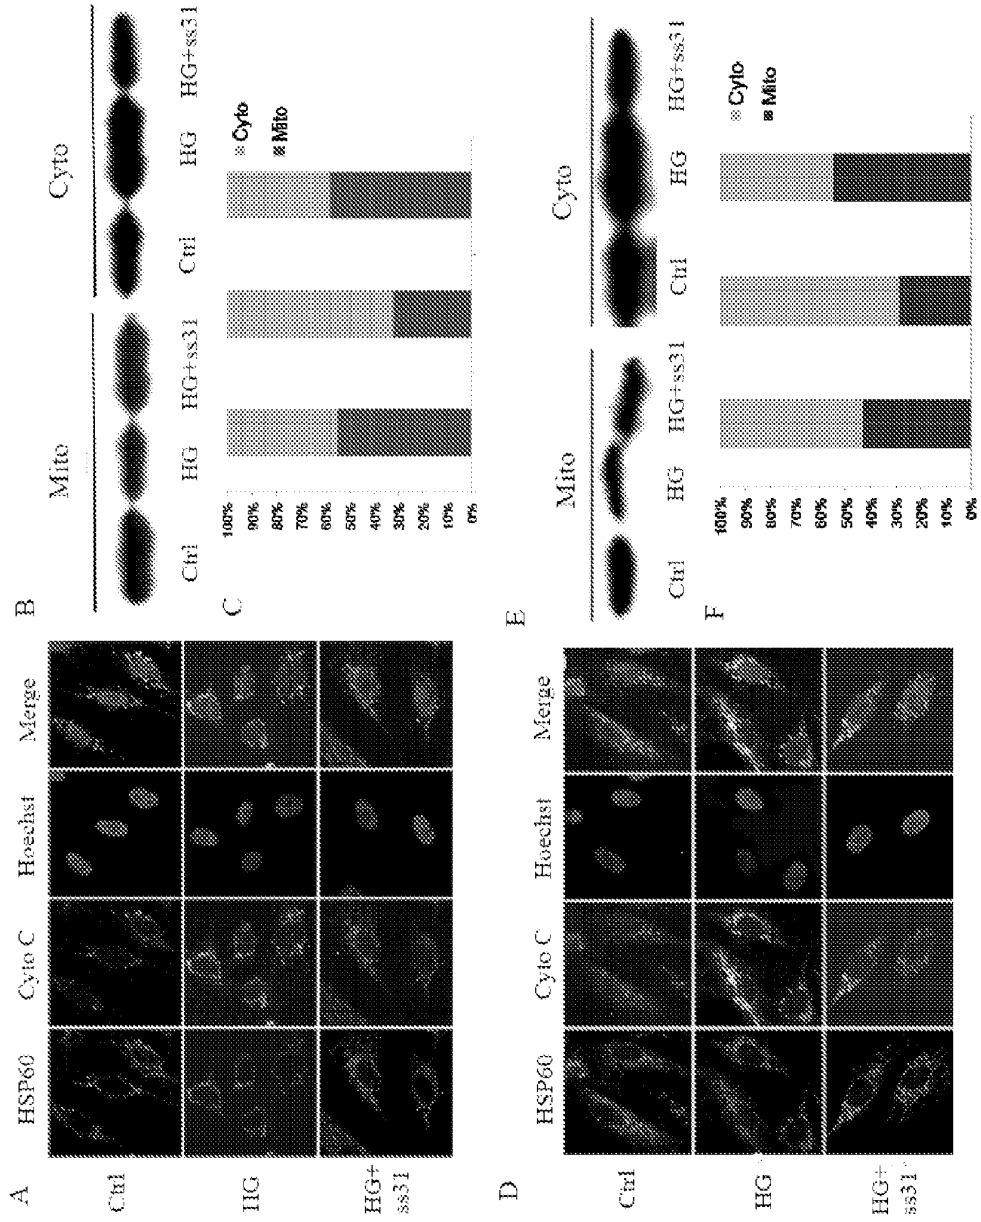 A
HSP60 Cyto C Hoechst Merge
Ctrl
HG
HG+
ss31
B
Mito Cyto
Ctrl HG HG+ss31 Ctrl HG HG+ss31
C
100%
90%
80%
70%
60%
50%
40%
30%
20%
10%
0%
Cyto
Mito
D
HSP60 Cyto C Hoechst Merge
Ctrl
HG
HG+
ss31
E
Mito Cyto
Ctrl HG HG+ss31 Ctrl HG HG+ss31
F
100%
90%
80%
70%
60%
50%
40%
30%
20%
10%
0%
Cyto
Mito